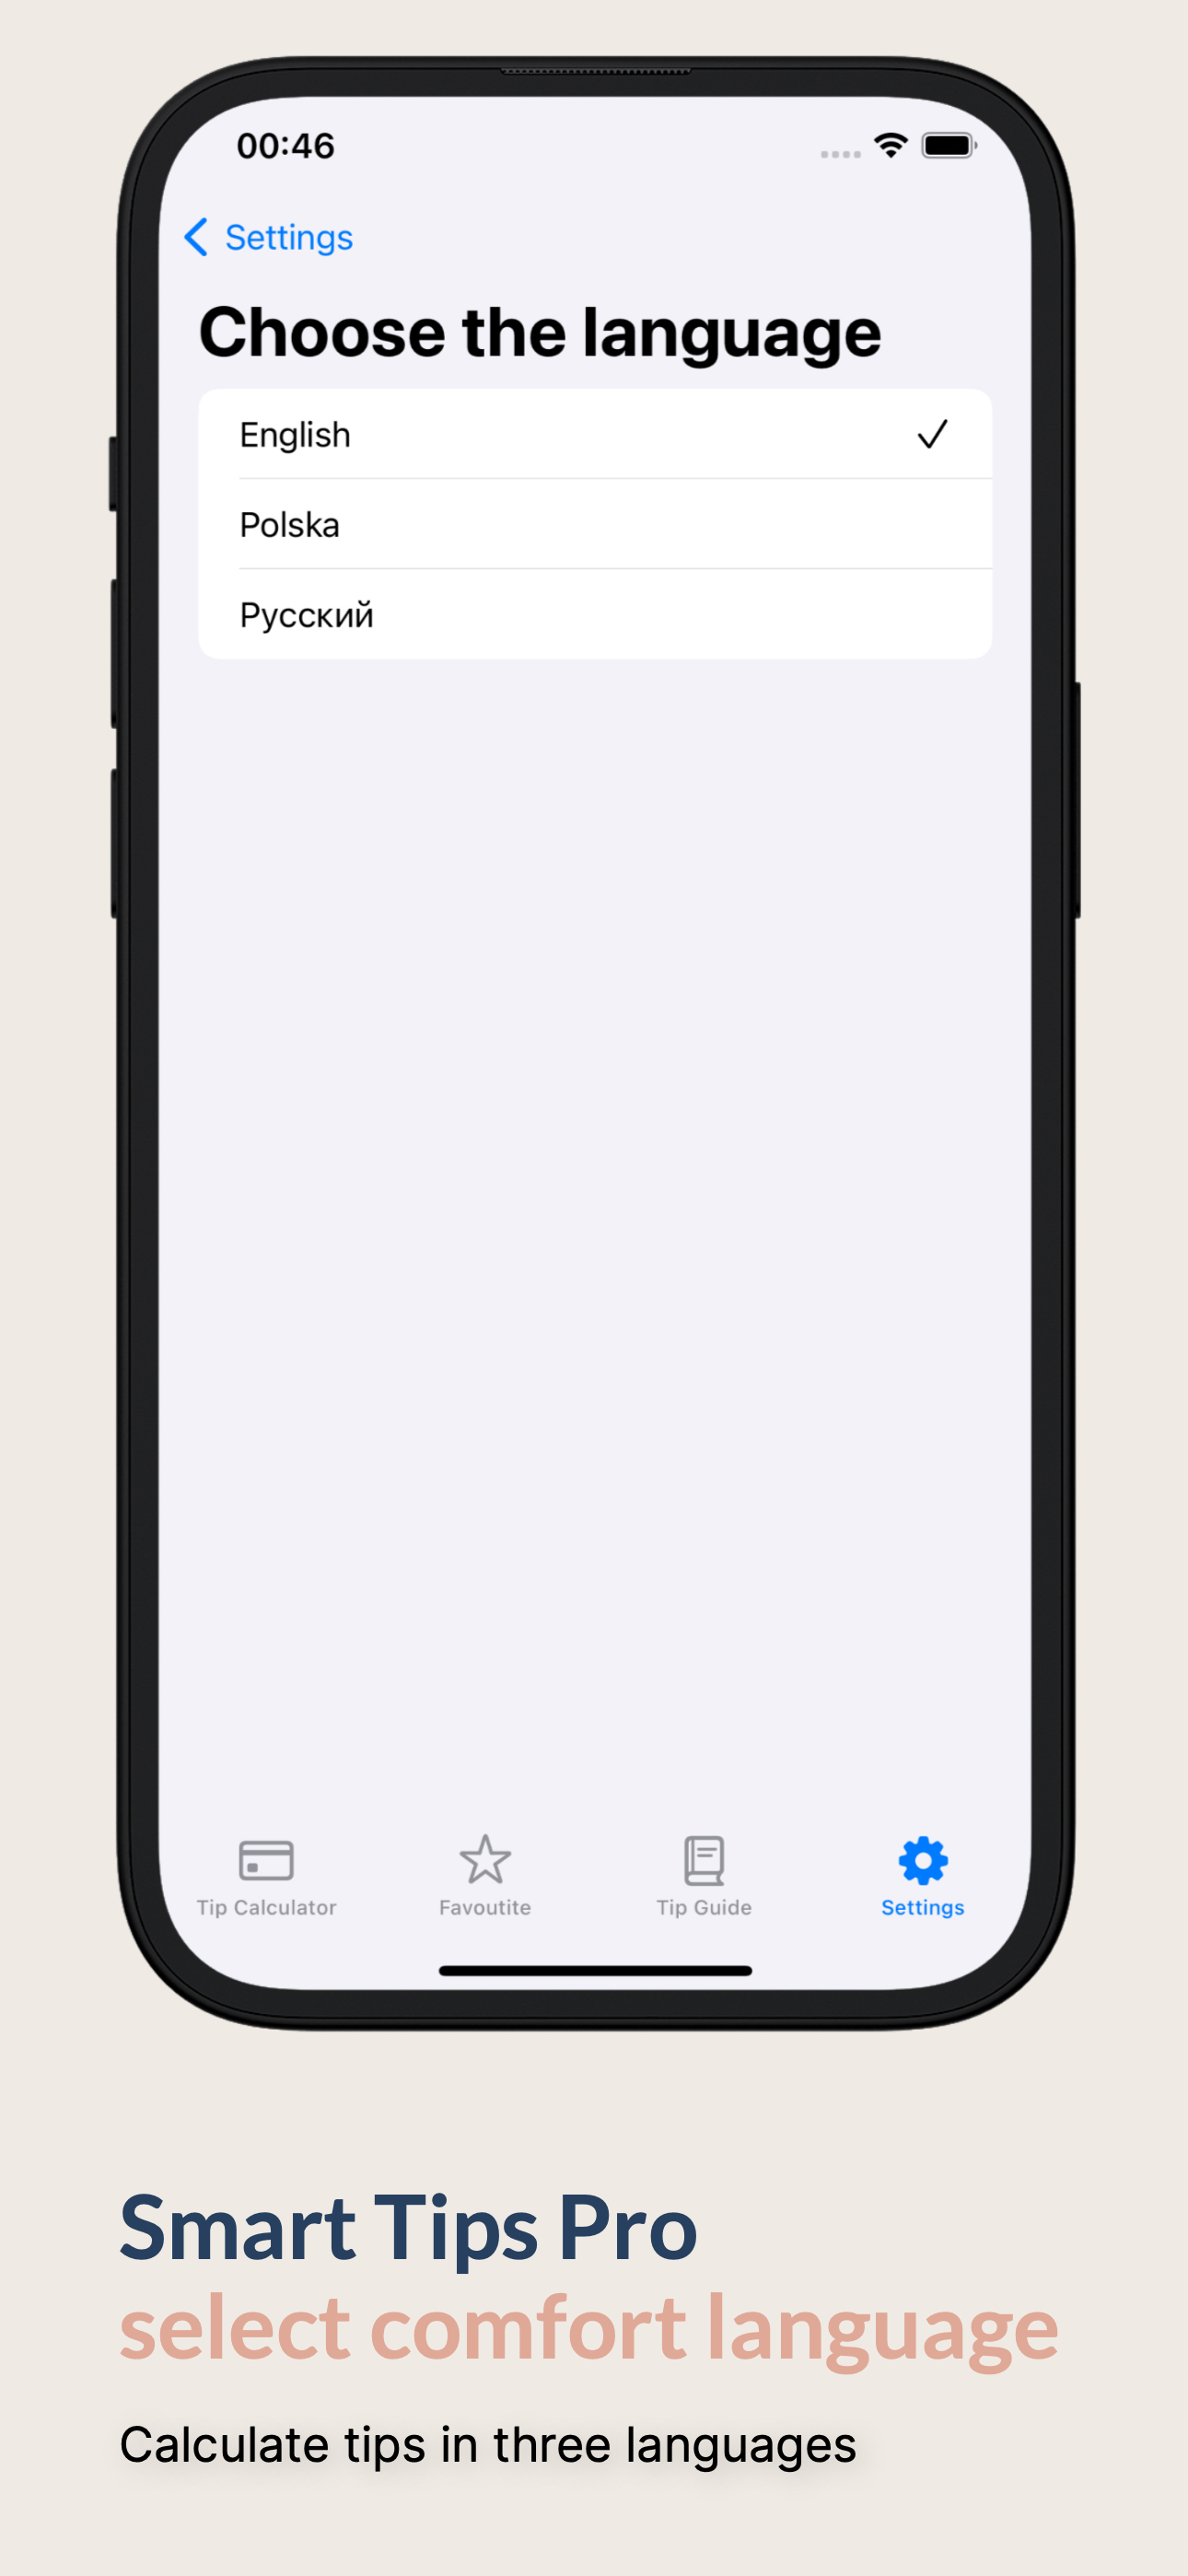 00:46
Settings
Choose the language
English
Polska
Русский
Tip Calculator
Favoutite
Tip Guide
Settings
Smart Tips Pro
select comfort language
Calculate tips in three languages